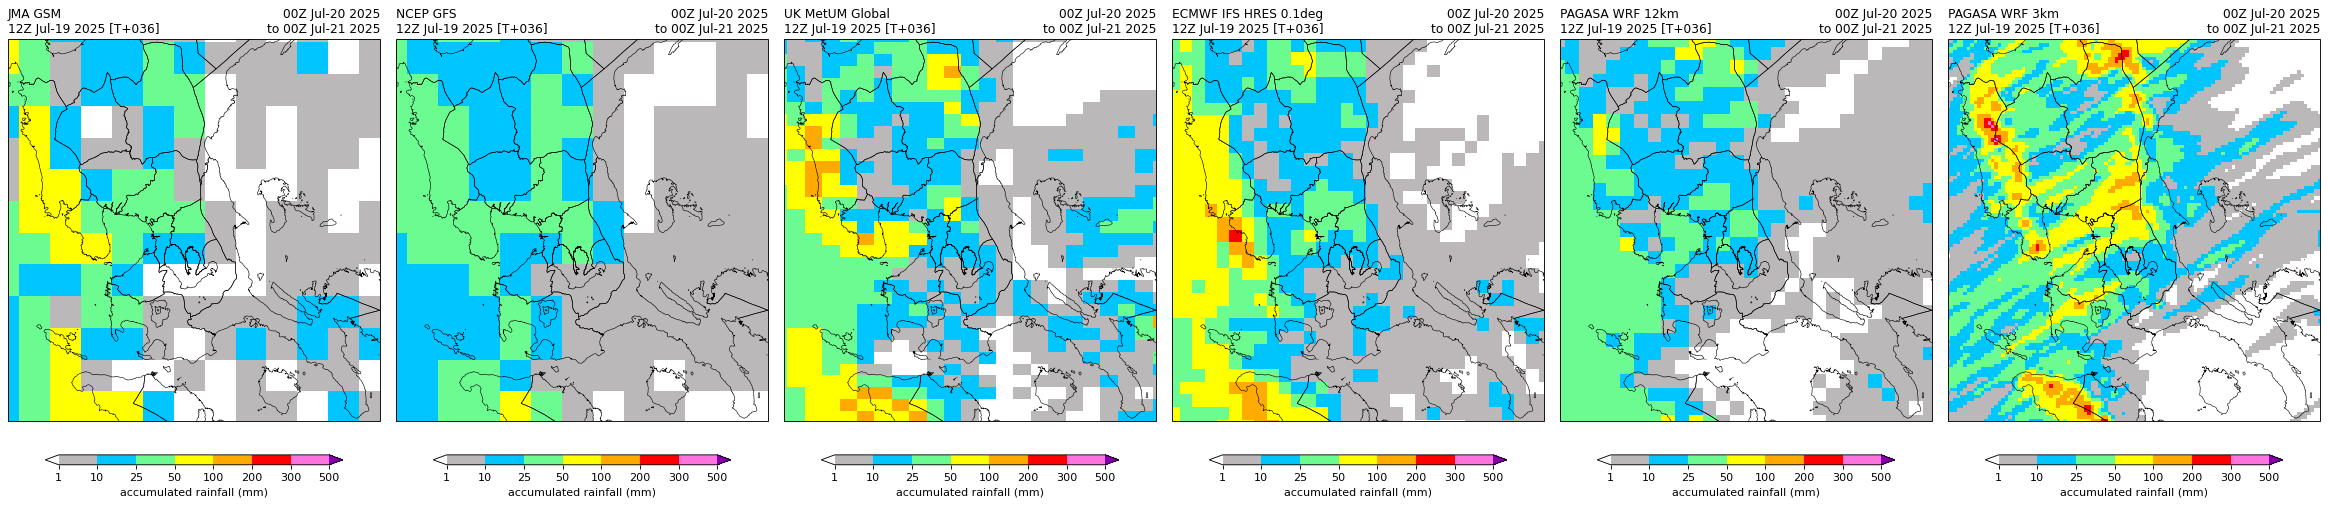 JMA GSM 00Z Jul-20 2025
12Z Jul-19 2025 [T+036] to 00Z Jul-21 2025
1 10 25 50 100 200 300 500
accumulated rainfall (mm)
NCEP GFS 00Z Jul-20 2025
12Z Jul-19 2025 [T+036] to 00Z Jul-21 2025
1 10 25 50 100 200 300 500
accumulated rainfall (mm)
UK MetUM Global 00Z Jul-20 2025
12Z Jul-19 2025 [T+036] to 00Z Jul-21 2025
1 10 25 50 100 200 300 500
accumulated rainfall (mm)
ECMWF IFS HRES 0.1deg 00Z Jul-20 2025
12Z Jul-19 2025 [T+036] to 00Z Jul-21 2025
1 10 25 50 100 200 300 500
accumulated rainfall (mm)
PAGASA WRF 12km 00Z Jul-20 2025
12Z Jul-19 2025 [T+036] to 00Z Jul-21 2025
1 10 25 50 100 200 300 500
accumulated rainfall (mm)
PAGASA WRF 3km 00Z Jul-20 2025
12Z Jul-19 2025 [T+036] to 00Z Jul-21 2025
1 10 25 50 100 200 300 500
accumulated rainfall (mm)